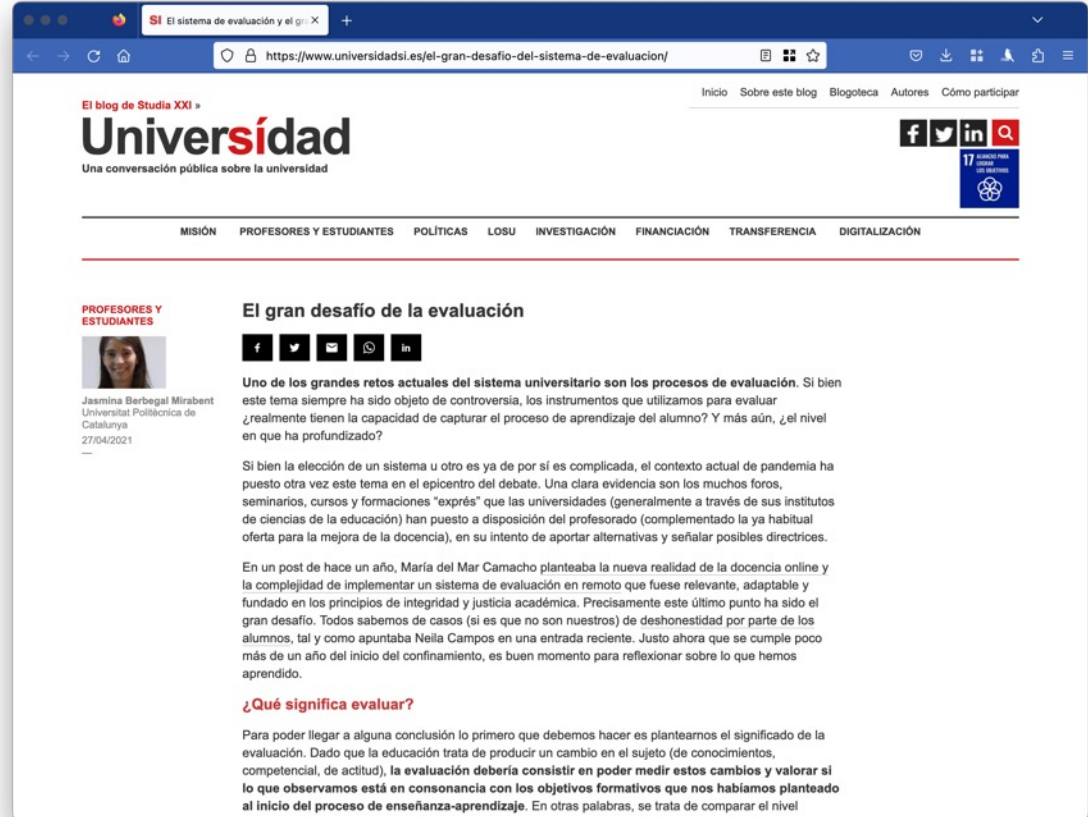 SI El sistema de evaluación y el gra
https://www.universidadsi.es/el-gran-desafio-del-sistema-de-evaluacion/
Inicio Sobre este blog Blogoteca Autores Cómo participar
El blog de Studia XXI »
Universídad
Una conversación pública sobre la universidad
17 ALIANZAS PARA
LOGRAR
LOS OBJETIVOS
MISIÓN PROFESORES Y ESTUDIANTES POLÍTICAS LOSU INVESTIGACIÓN FINANCIACIÓN TRANSFERENCIA DIGITALIZACIÓN
PROFESORES Y
ESTUDIANTES
Jasmina Berbegal Mirabent
Universitat Politècnica de
Catalunya
27/04/2021
El gran desafío de la evaluación
Uno de los grandes retos actuales del sistema universitario son los procesos de evaluación. Si bien
este tema siempre ha sido objeto de controversia, los instrumentos que utilizamos para evaluar
¿realmente tienen la capacidad de capturar el proceso de aprendizaje del alumno? Y más aún, ¿el nivel
en que ha profundizado?
Si bien la elección de un sistema u otro es ya de por sí es complicada, el contexto actual de pandemia ha
puesto otra vez este tema en el epicentro del debate. Una clara evidencia son los muchos foros,
seminarios, cursos y formaciones “exprés” que las universidades (generalmente a través de sus institutos
de ciencias de la educación) han puesto a disposición del profesorado (complementado la ya habitual
oferta para la mejora de la docencia), en su intento de aportar alternativas y señalar posibles directrices.
En un post de hace un año, María del Mar Camacho planteaba la nueva realidad de la docencia online y
la complejidad de implementar un sistema de evaluación en remoto que fuese relevante, adaptable y
fundado en los principios de integridad y justicia académica. Precisamente este último punto ha sido el
gran desafío. Todos sabemos de casos (si es que no son nuestros) de deshonestidad por parte de los
alumnos, tal y como apuntaba Neila Campos en una entrada reciente. Justo ahora que se cumple poco
más de un año del inicio del confinamiento, es buen momento para reflexionar sobre lo que hemos
aprendido.
¿Qué significa evaluar?
Para poder llegar a alguna conclusión lo primero que debemos hacer es plantearnos el significado de la
evaluación. Dado que la educación trata de producir un cambio en el sujeto (de conocimientos,
competencial, de actitud), la evaluación debería consistir en poder medir estos cambios y valorar si
lo que observamos está en consonancia con los objetivos formativos que nos habíamos planteado
al inicio del proceso de enseñanza-aprendizaje. En otras palabras, se trata de comparar el nivel